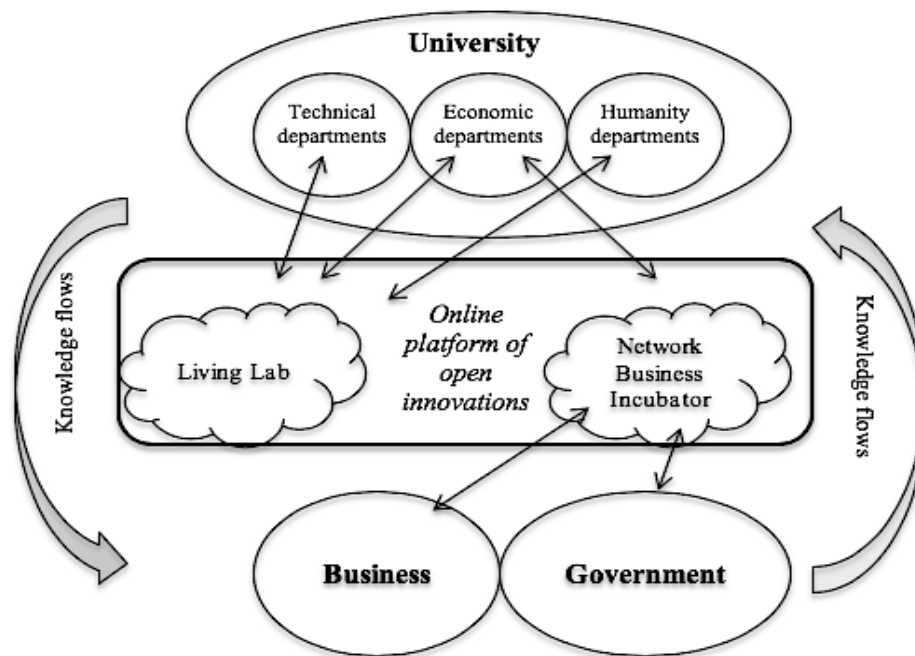 University
Technical
departments
Economic
departments
Humanity
departments
Knowledge flows
Knowledge flows
Living Lab
Online
platform of
open
innovations
Network
Business
Incubator
Business
Government